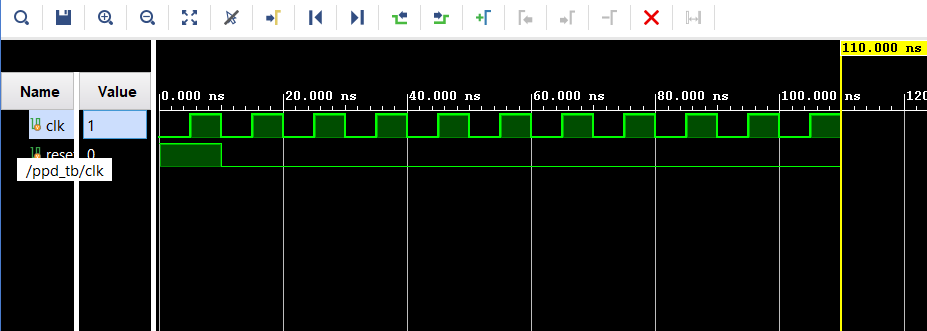 110.000 ns
Name Value
0.000 ns 20.000 ns 40.000 ns 60.000 ns 80.000 ns 100.000 ns 120
clk 1
rese 0
/ppd_tb/clk